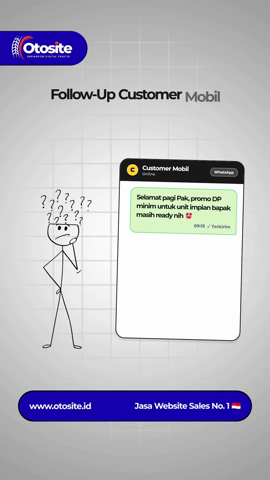 Otosite
Follow-Up Customer Mobil
? ? ? ? ? ? ? ? ? ?
C
Customer Mobil
Online
WhatsApp
Selamat pagi Pak, promo DP
minim untuk unit impian bapak
masih ready nih 😍
09:15 ✓ Terkirim
www.otosite.id
Jasa Website Sales No. 1 🇮🇩